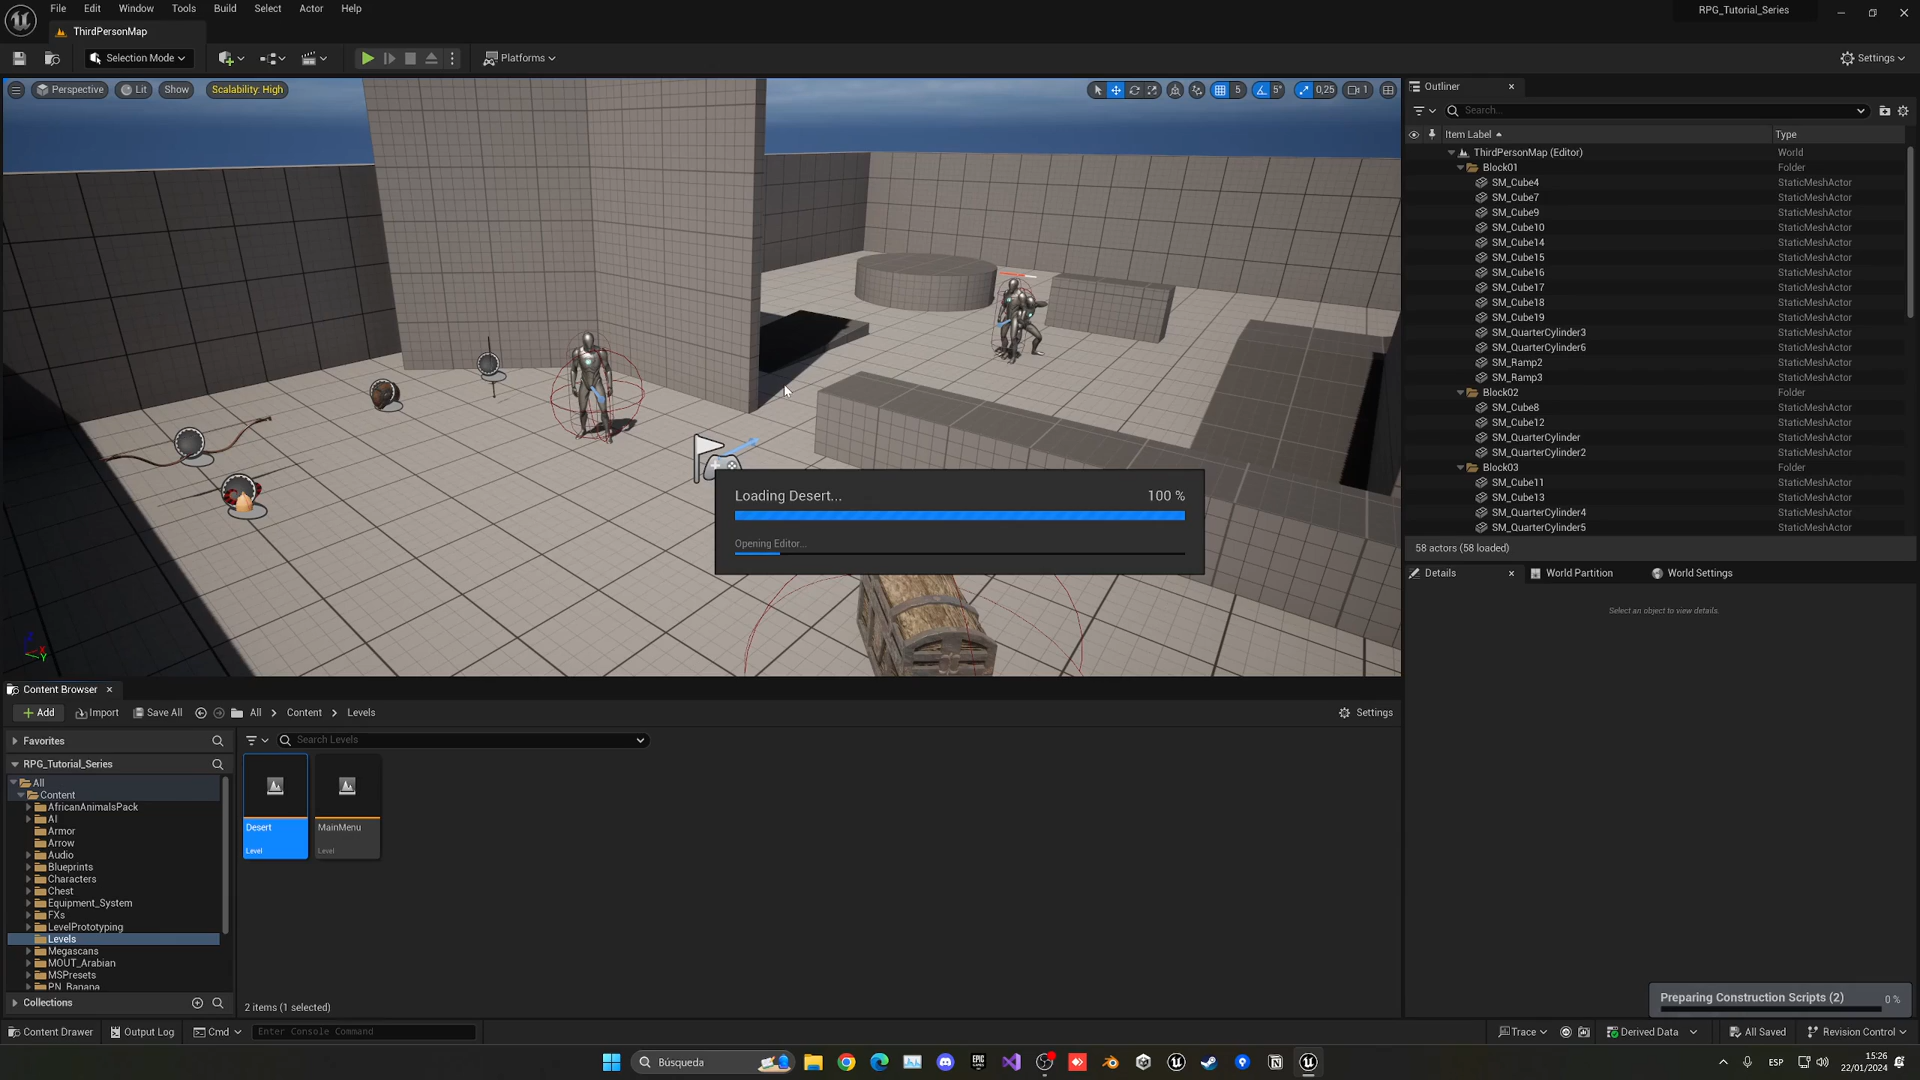 File Edit Window Tools Build Select Actor Help
RPG_Tutorial_Series
ThirdPersonMap
Selection Mode
Platforms
Settings
Perspective Lit Show Scalability: High
5 5° 0,25 1
Outliner
Search...
Item Label Type
ThirdPersonMap (Editor) World
Block01 Folder
SM_Cube4 StaticMeshActor
SM_Cube7 StaticMeshActor
SM_Cube9 StaticMeshActor
SM_Cube10 StaticMeshActor
SM_Cube14 StaticMeshActor
SM_Cube15 StaticMeshActor
SM_Cube16 StaticMeshActor
SM_Cube17 StaticMeshActor
SM_Cube18 StaticMeshActor
SM_Cube19 StaticMeshActor
SM_QuarterCylinder3 StaticMeshActor
SM_QuarterCylinder6 StaticMeshActor
SM_Ramp2 StaticMeshActor
SM_Ramp3 StaticMeshActor
Block02 Folder
SM_Cube8 StaticMeshActor
SM_Cube12 StaticMeshActor
SM_QuarterCylinder StaticMeshActor
SM_QuarterCylinder2 StaticMeshActor
Block03 Folder
SM_Cube11 StaticMeshActor
SM_Cube13 StaticMeshActor
SM_QuarterCylinder4 StaticMeshActor
SM_QuarterCylinder5 StaticMeshActor
58 actors (58 loaded)
Details World Partition World Settings
Select an object to view details.
Loading Desert... 100 %
Opening Editor...
Content Browser
Add Import Save All All Content Levels Settings
Favorites
Search Levels
RPG_Tutorial_Series
All
Content
AfricanAnimalsPack
AI
Armor
Arrow
Audio
Blueprints
Characters
Chest
Equipment_System
FXs
LevelPrototyping
Levels
Megascans
MOUT_Arabian
MSPresets
PN_Banana
Collections
Desert
Level
MainMenu
Level
2 items (1 selected)
Preparing Construction Scripts (2) 0 %
Content Drawer Output Log Cmd Enter Console Command
Trace Derived Data All Saved Revision Control
Búsqueda
EPIC GAMES
ESP
15:26
22/01/2024